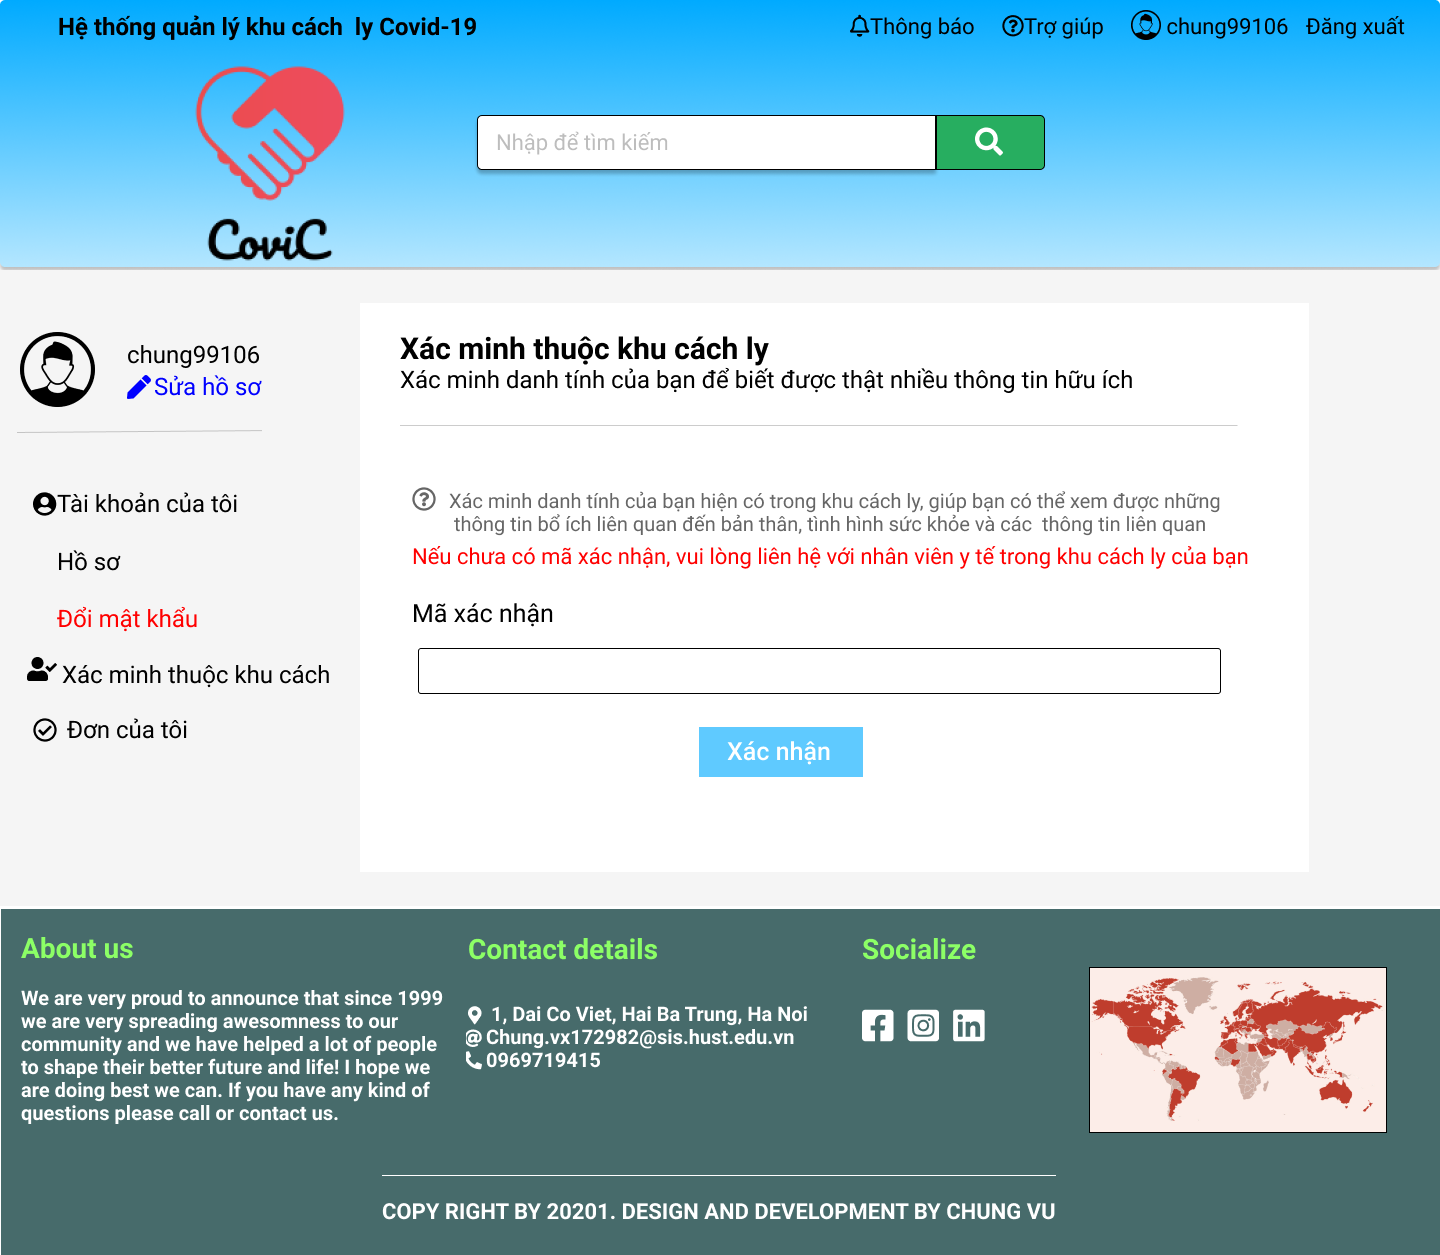 Hệ thống quản lý khu cách  ly Covid-19
Thông báo
Trợ giúp
chung99106
Đăng xuất
CoviC
Nhập để tìm kiếm
chung99106
Sửa hồ sơ
Tài khoản của tôi
Hồ sơ
Đổi mật khẩu
Xác minh thuộc khu cách
Đơn của tôi
Xác minh thuộc khu cách ly
Xác minh danh tính của bạn để biết được thật nhiều thông tin hữu ích
Xác minh danh tính của bạn hiện có trong khu cách ly, giúp bạn có thể xem được những
thông tin bổ ích liên quan đến bản thân, tình hình sức khỏe và các  thông tin liên quan
Nếu chưa có mã xác nhận, vui lòng liên hệ với nhân viên y tế trong khu cách ly của bạn
Mã xác nhận
Xác nhận
About us
We are very proud to announce that since 1999
we are very spreading awesomness to our
community and we have helped a lot of people
to shape their better future and life! I hope we
are doing best we can. If you have any kind of
questions please call or contact us.
Contact details
1, Dai Co Viet, Hai Ba Trung, Ha Noi
@ Chung.vx172982@sis.hust.edu.vn
0969719415
Socialize
COPY RIGHT BY 20201. DESIGN AND DEVELOPMENT BY CHUNG VU